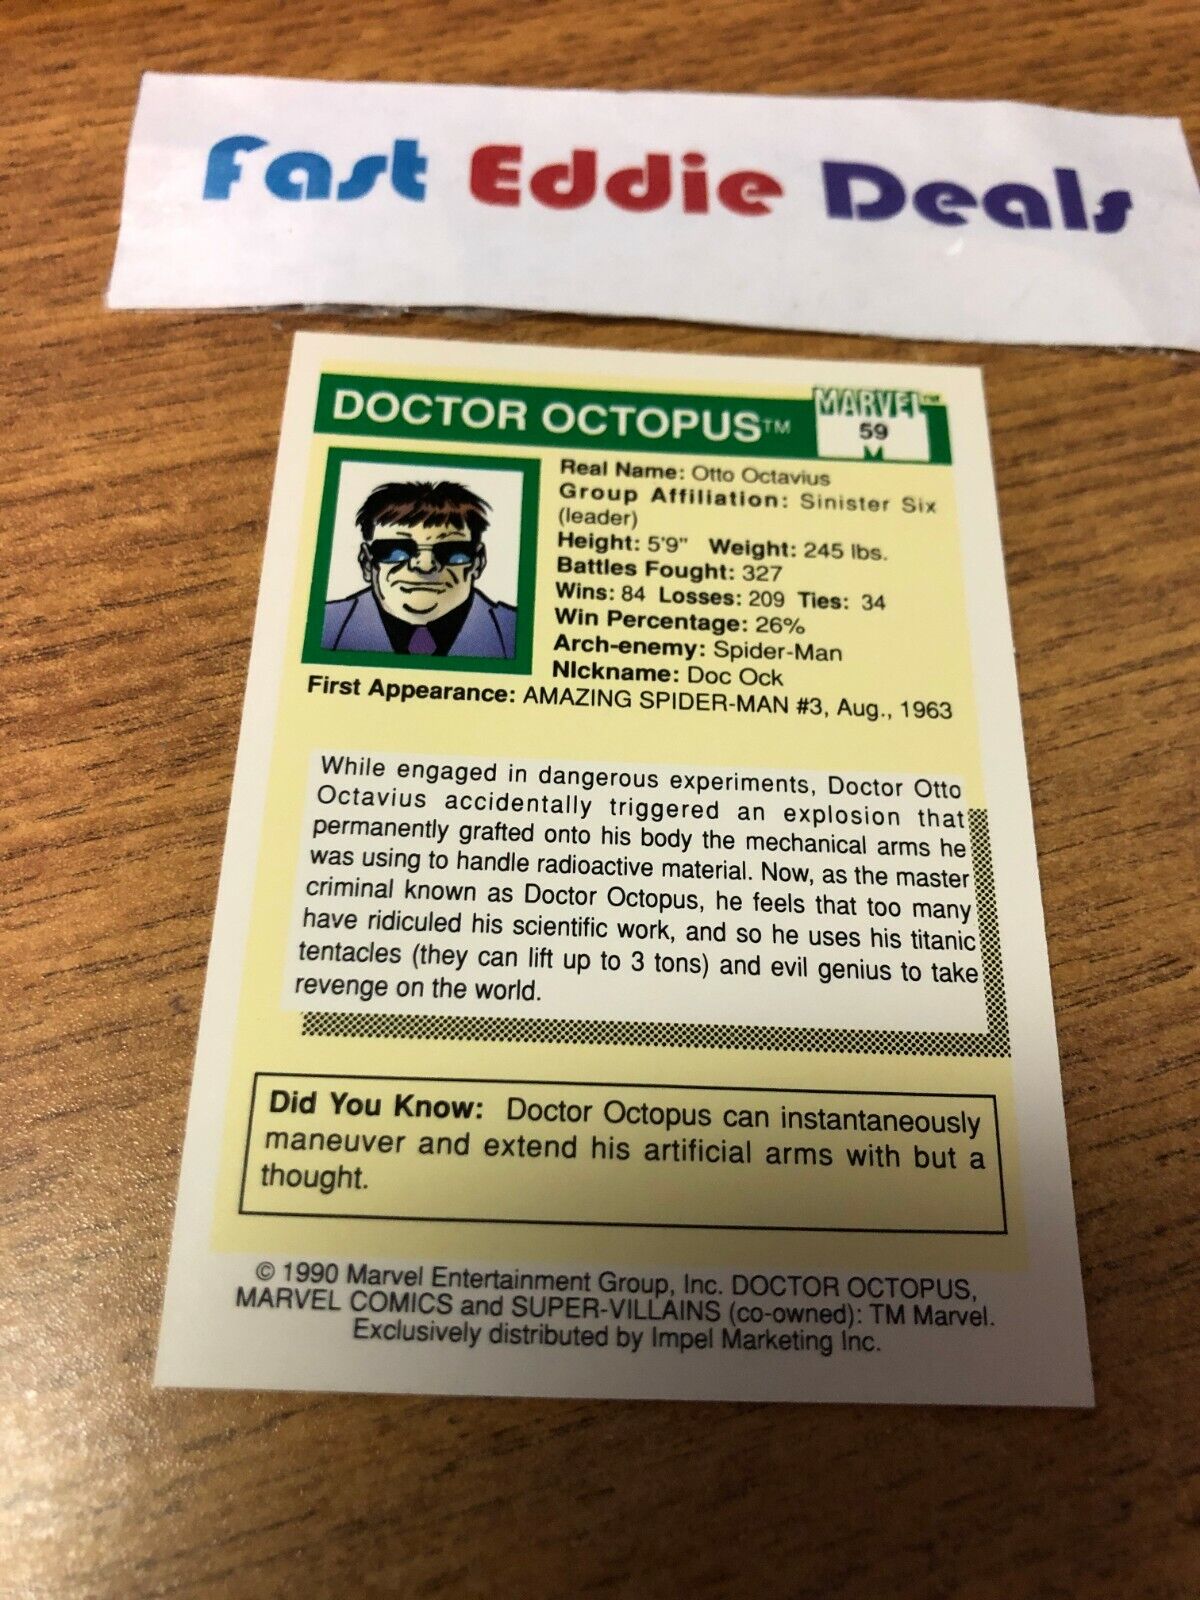 Fast Eddie Deals
DOCTOR OCTOPUS™
MARVEL™
59
M
Real Name: Otto Octavius
Group Affiliation: Sinister Six
(leader)
Height: 5'9" Weight: 245 lbs.
Battles Fought: 327
Wins: 84 Losses: 209 Ties: 34
Win Percentage: 26%
Arch-enemy: Spider-Man
NIckname: Doc Ock
First Appearance: AMAZING SPIDER-MAN #3, Aug., 1963
While engaged in dangerous experiments, Doctor Otto
Octavius accidentally triggered an explosion that
permanently grafted onto his body the mechanical arms he
was using to handle radioactive material. Now, as the master
criminal known as Doctor Octopus, he feels that too many
have ridiculed his scientific work, and so he uses his titanic
tentacles (they can lift up to 3 tons) and evil genius to take
revenge on the world.
Did You Know: Doctor Octopus can instantaneously
maneuver and extend his artificial arms with but a
thought.
© 1990 Marvel Entertainment Group, Inc. DOCTOR OCTOPUS,
MARVEL COMICS and SUPER-VILLAINS (co-owned): TM Marvel.
Exclusively distributed by Impel Marketing Inc.